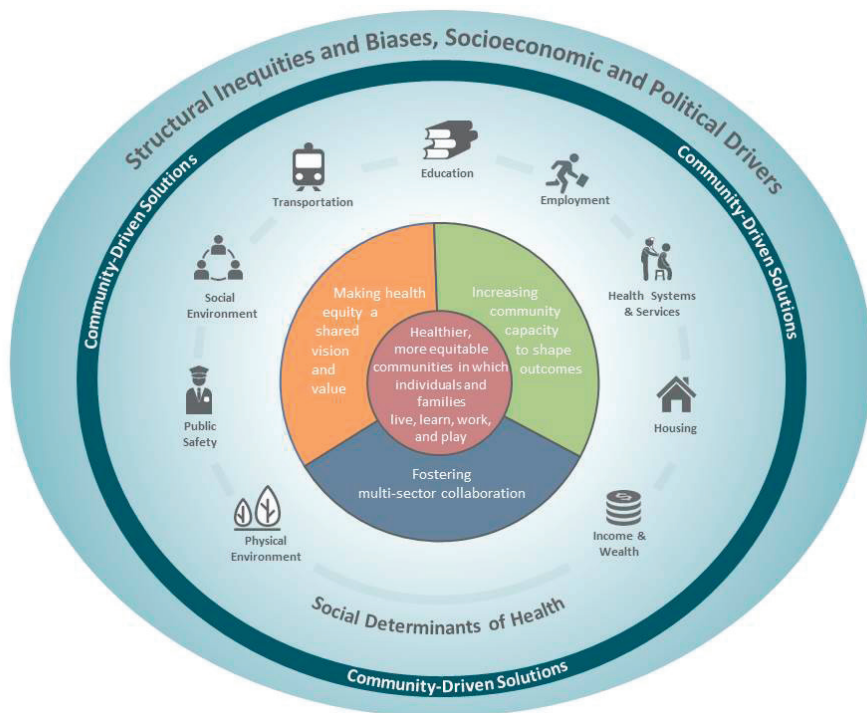 Structural Inequities and Biases, Socioeconomic and Political Drivers
Community-Driven Solutions
Community-Driven Solutions
Education
Transportation
Employment
Social
Environment
Health Systems
& Services
Public
Safety
Housing
Physical
Environment
Income &
Wealth
Making health
equity a
shared
vision
and
value
Increasing
community
capacity
to shape
outcomes
Healthier,
more equitable
communities in which
individuals and
families
live, learn, work,
and play
Fostering
multi-sector collaboration
Social Determinants of Health
Community-Driven Solutions